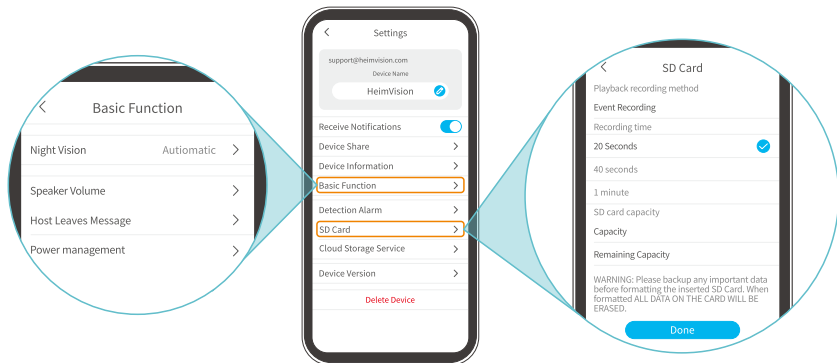 Basic Function
Night Vision Autiomatic
Speaker Volume
Host Leaves Message
Power management
Settings
support@heimvision.com
Device Name
HeimVision
Receive Notifications
Device Share
Device Information
Basic Function
Detection Alarm
SD Card
Cloud Storage Service
Device Version
Delete Device
SD Card
Playback recording method
Event Recording
Recording time
20 Seconds
40 seconds
1 minute
SD card capacity
Capacity
Remaining Capacity
WARNING: Please backup any important data
before formatting the inserted SD Card. When
formatted ALL DATA ON THE CARD WILL BE
ERASED.
Done